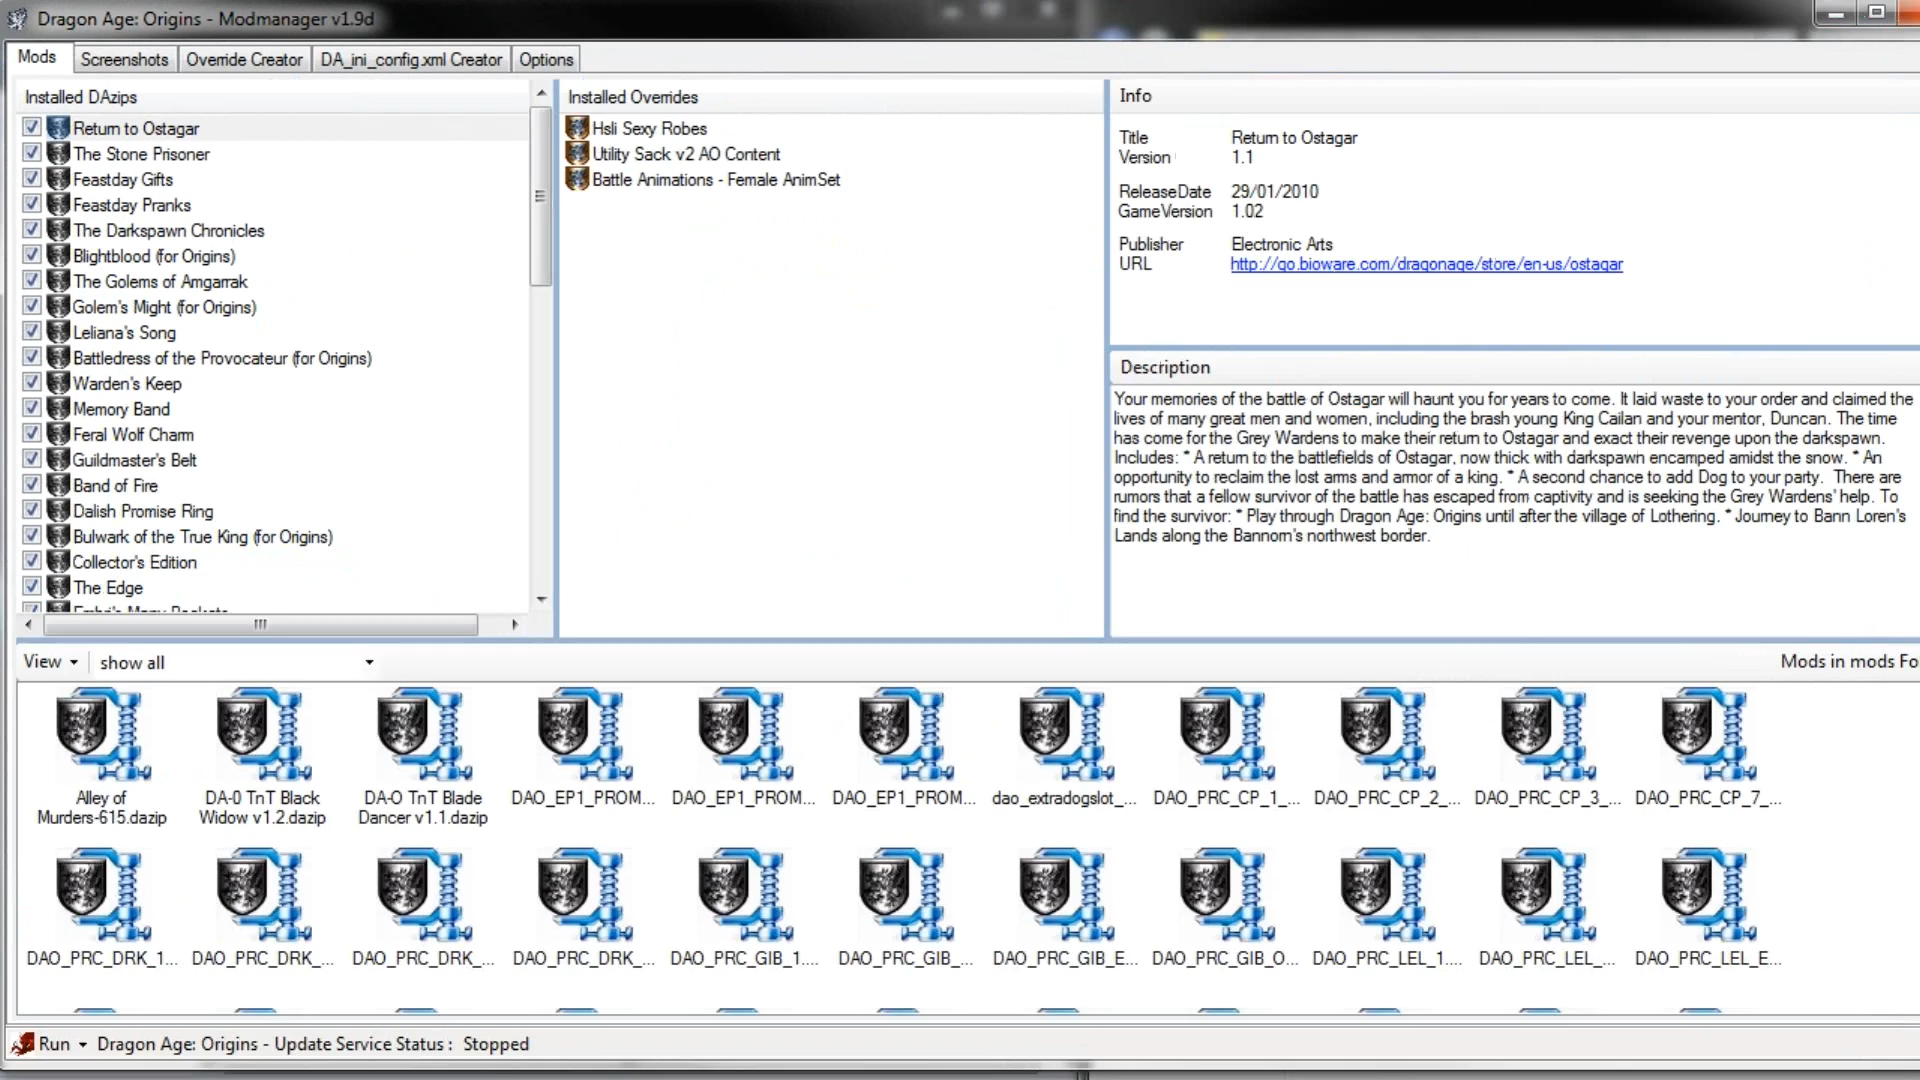 Dragon Age: Origins - Modmanager v1.9d
Mods
Screenshots
Override Creator
DA_ini_config.xml Creator
Options
Installed DAzips
Return to Ostagar
The Stone Prisoner
Feastday Gifts
Feastday Pranks
The Darkspawn Chronicles
Blightblood (for Origins)
The Golems of Amgarrak
Golem's Might (for Origins)
Leliana's Song
Battledress of the Provocateur (for Origins)
Warden's Keep
Memory Band
Feral Wolf Charm
Guildmaster's Belt
Band of Fire
Dalish Promise Ring
Bulwark of the True King (for Origins)
Collector's Edition
The Edge
Installed Overrides
Hsli Sexy Robes
Utility Sack v2 AO Content
Battle Animations - Female AnimSet
Info
Title Return to Ostagar
Version 1.1
ReleaseDate 29/01/2010
GameVersion 1.02
Publisher Electronic Arts
URL http://go.bioware.com/dragonage/store/en-us/ostagar
Description
Your memories of the battle of Ostagar will haunt you for years to come. It laid waste to your order and claimed the
lives of many great men and women, including the brash young King Cailan and your mentor, Duncan. The time
has come for the Grey Wardens to make their return to Ostagar and exact their revenge upon the darkspawn.
Includes: * A return to the battlefields of Ostagar, now thick with darkspawn encamped amidst the snow. * An
opportunity to reclaim the lost arms and armor of a king. * A second chance to add Dog to your party. There are
rumors that a fellow survivor of the battle has escaped from captivity and is seeking the Grey Wardens' help. To
find the survivor: * Play through Dragon Age: Origins until after the village of Lothering. * Journey to Bann Loren's
Lands along the Bannorn's northwest border.
View
show all
Mods in mods Fo
Alley of
Murders-615.dazip
DA-0 TnT Black
Widow v1.2.dazip
DA-O TnT Blade
Dancer v1.1.dazip
DAO_EP1_PROM...
DAO_EP1_PROM...
DAO_EP1_PROM...
dao_extradogslot_...
DAO_PRC_CP_1_...
DAO_PRC_CP_2_...
DAO_PRC_CP_3_...
DAO_PRC_CP_7_...
DAO_PRC_DRK_1...
DAO_PRC_DRK_...
DAO_PRC_DRK_...
DAO_PRC_DRK_...
DAO_PRC_GIB_1....
DAO_PRC_GIB_...
DAO_PRC_GIB_E...
DAO_PRC_GIB_O...
DAO_PRC_LEL_1....
DAO_PRC_LEL_...
DAO_PRC_LEL_E...
Run
Dragon Age: Origins - Update Service Status : Stopped